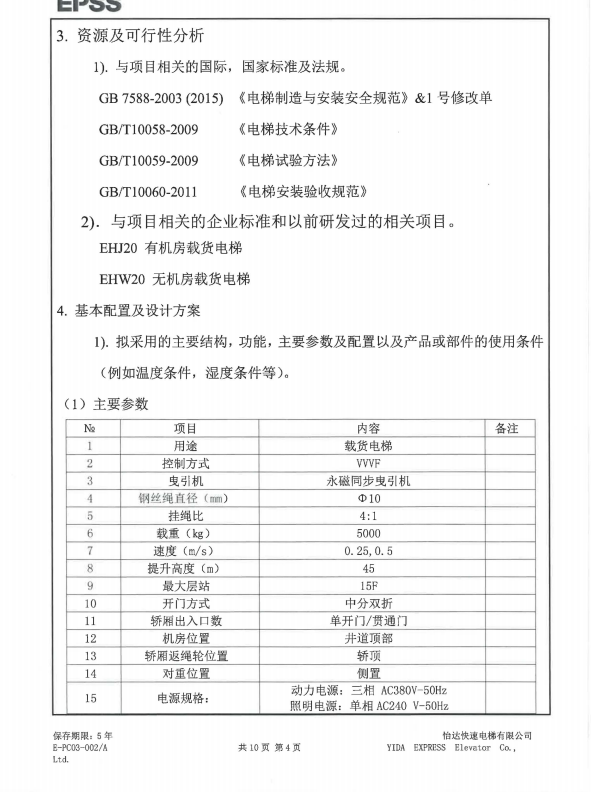 EPSS
3. 资源及可行性分析
1). 与项目相关的国际，国家标准及法规。
GB 7588-2003 (2015) 《电梯制造与安装安全规范》&1 号修改单
GB/T10058-2009 《电梯技术条件》
GB/T10059-2009 《电梯试验方法》
GB/T10060-2011 《电梯安装验收规范》
2). 与项目相关的企业标准和以前研发过的相关项目。
EHJ20 有机房载货电梯
EHW20 无机房载货电梯
4. 基本配置及设计方案
1). 拟采用的主要结构，功能，主要参数及配置以及产品或部件的使用条件
（例如温度条件，湿度条件等）。
（1）主要参数
№ 项目 内容 备注
1 用途 载货电梯
2 控制方式 VVVF
3 曳引机 永磁同步曳引机
4 钢丝绳直径（mm） Φ10
5 挂绳比 4:1
6 载重（kg） 5000
7 速度（m/s） 0.25,0.5
8 提升高度（m） 45
9 最大层站 15F
10 开门方式 中分双折
11 轿厢出入口数 单开门/贯通门
12 机房位置 井道顶部
13 轿厢返绳轮位置 轿顶
14 对重位置 侧置
15 电源规格： 动力电源：三相 AC380V-50Hz
照明电源：单相 AC240 V-50Hz
保存期限：5 年 怡达快速电梯有限公司
E-PC03-002/A 共 10 页 第 4 页 YIDA EXPRESS Elevator Co.,
Ltd.